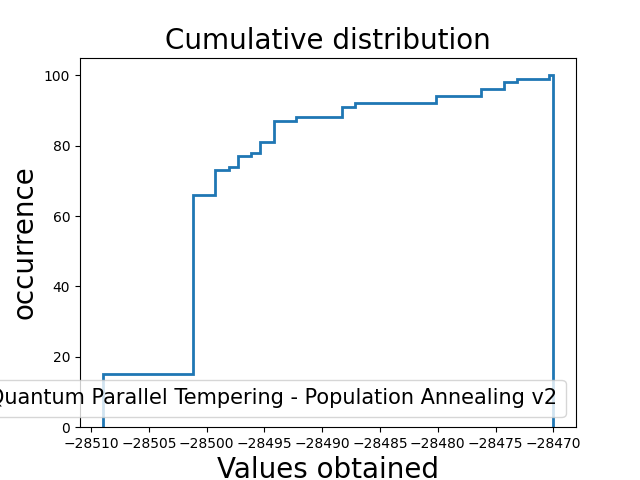 Cumulative distribution
100
80
60
40
20
0
occurrence
Parallel Tempering - Population Annealing v2
−28510 −28505 −28500 −28495 −28490 −28485 −28480 −28475 −28470
Values obtained